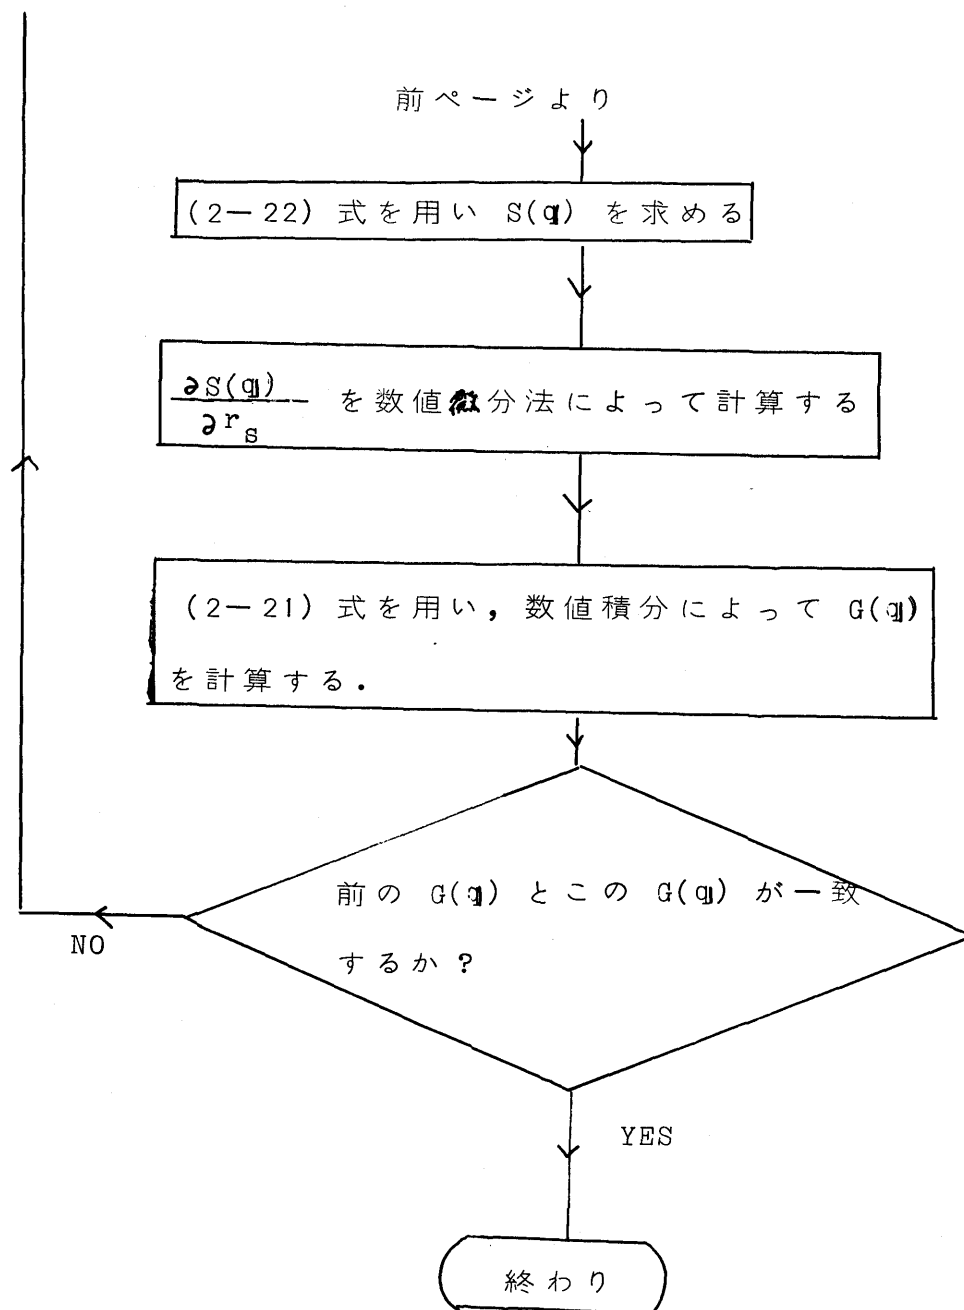 前ページより
(2-22) 式を用い S(q) を求める
∂S(q)
∂r_s
を数値微分法によって計算する
(2-21) 式を用い, 数値積分によって G(q)
を計算する.
前の G(q) とこの G(q) が一致
するか?
NO
YES
終わり